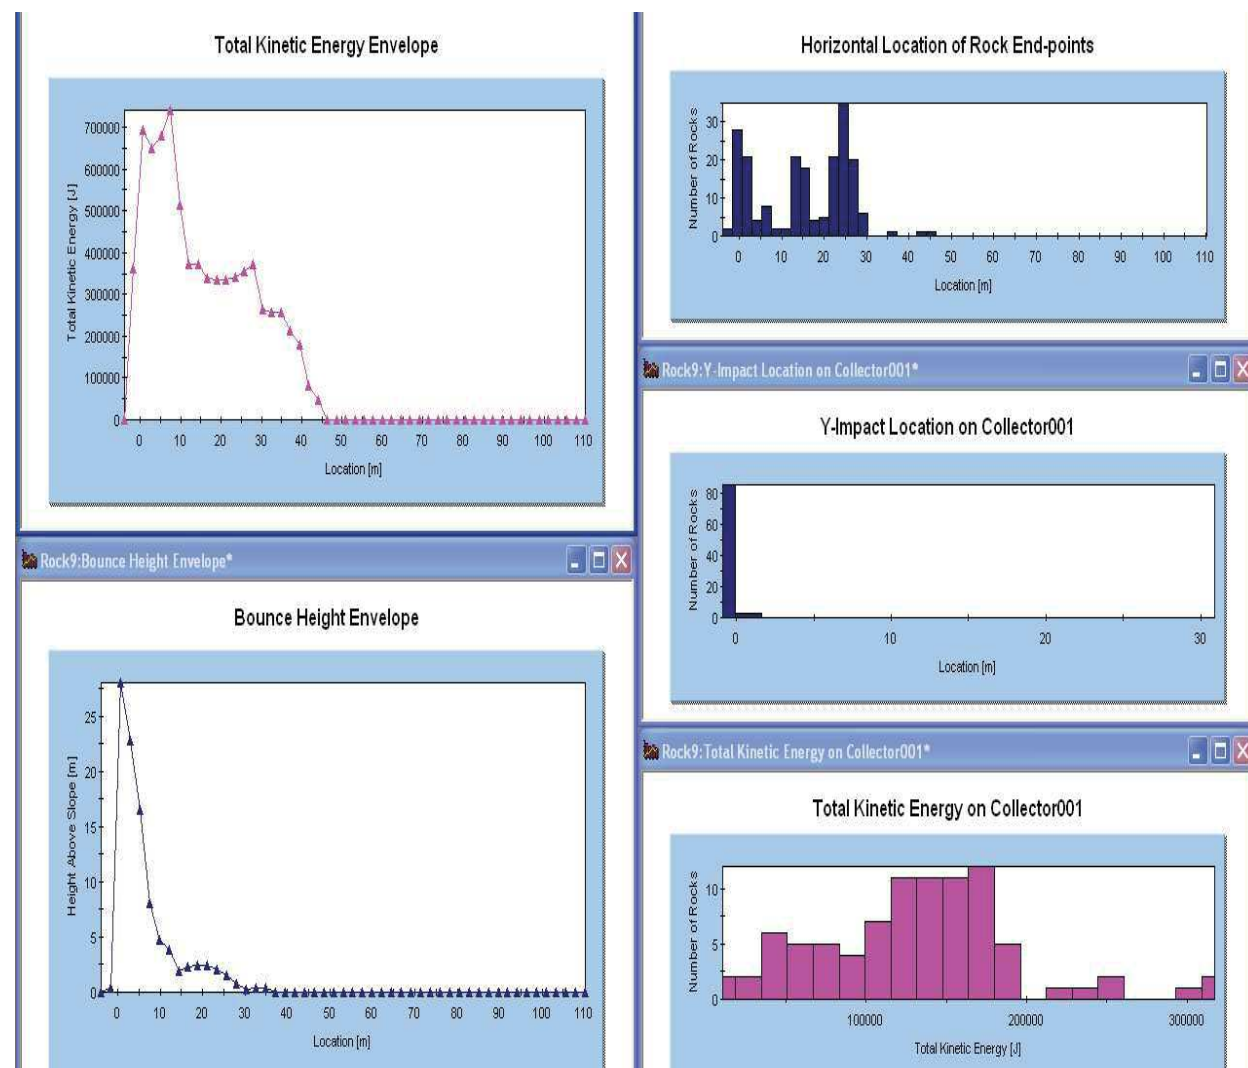 Total Kinetic Energy Envelope
Total Kinetic Energy [J]
700000
600000
500000
400000
300000
200000
100000
0
0 10 20 30 40 50 60 70 80 90 100 110
Location [m]
Rock9:Bounce Height Envelope*
Bounce Height Envelope
Height Above Slope [m]
25
20
15
10
5
0
0 10 20 30 40 50 60 70 80 90 100 110
Location [m]
Horizontal Location of Rock End-points
Number of Rocks
30
20
10
0
0 10 20 30 40 50 60 70 80 90 100 110
Location [m]
Rock9:Y-Impact Location on Collector001*
Y-Impact Location on Collector001
Number of Rocks
80
60
40
20
0
0 10 20 30
Location [m]
Rock9:Total Kinetic Energy on Collector001*
Total Kinetic Energy on Collector001
Number of Rocks
10
5
0
100000 200000 300000
Total Kinetic Energy [J]